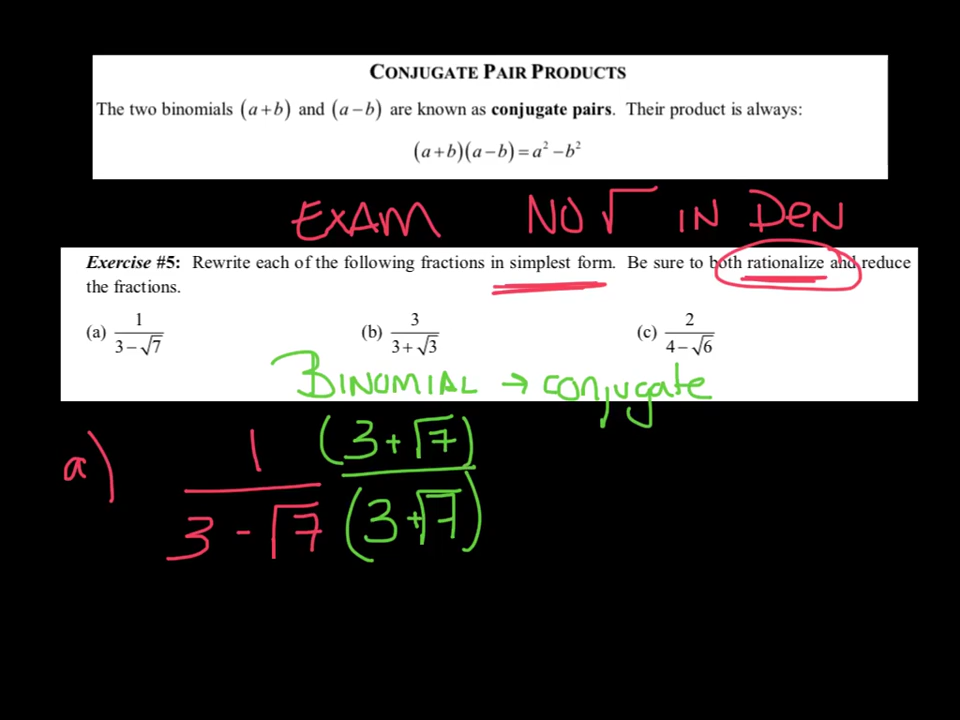 CONJUGATE PAIR PRODUCTS
The two binomials (a+b) and (a−b) are known as conjugate pairs. Their product is always:
(a+b)(a−b)=a²−b²
EXAM NO √ IN DEN
Exercise #5: Rewrite each of the following fractions in simplest form. Be sure to both rationalize and reduce
the fractions.
(a) 1/(3−√7) (b) 3/(3+√3) (c) 2/(4−√6)
BINOMIAL → conjugate
a) 1/(3-√7) (3+√7)/(3+√7)